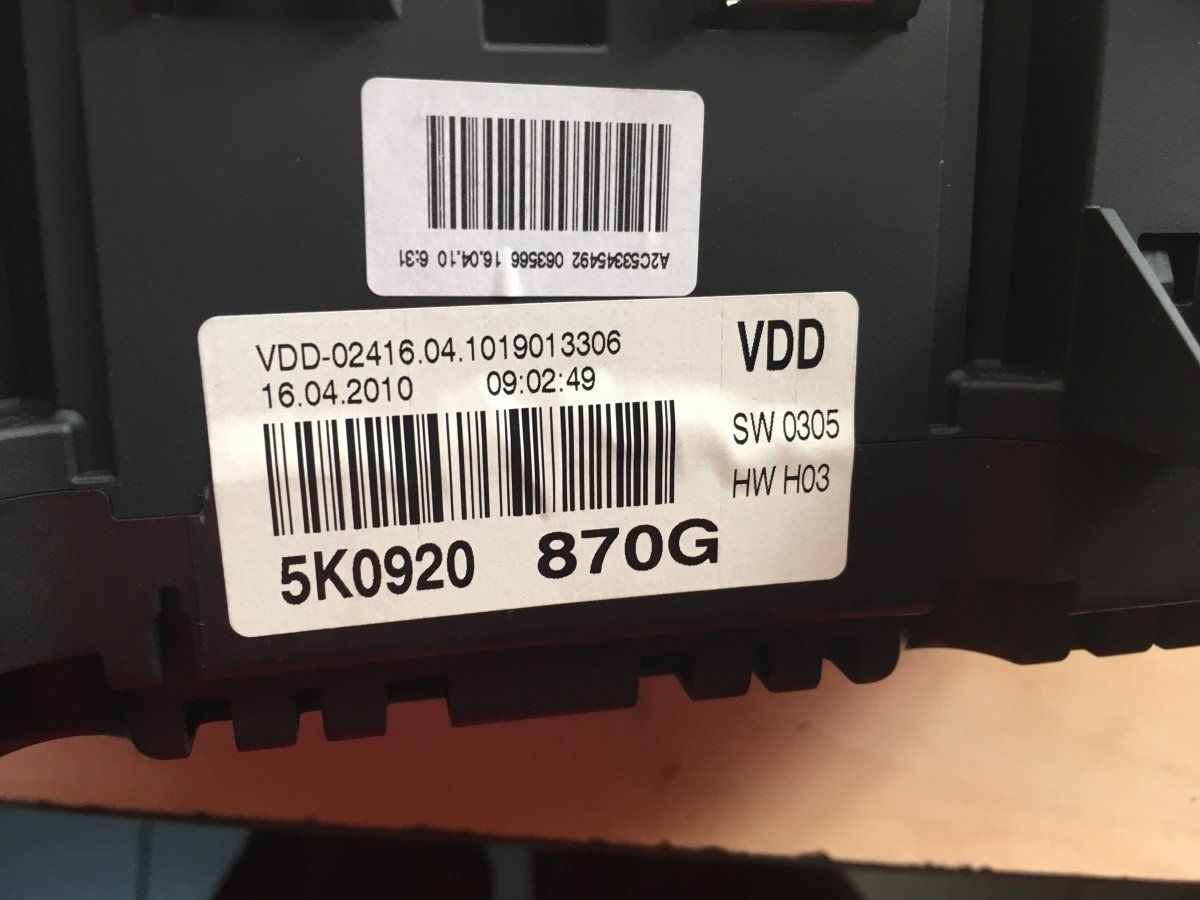 A2C53345492 063566 16.04.10 6:31
VDD-02416.04.1019013306
16.04.2010 09:02:49
VDD
SW 0305
HW H03
5K0920 870G